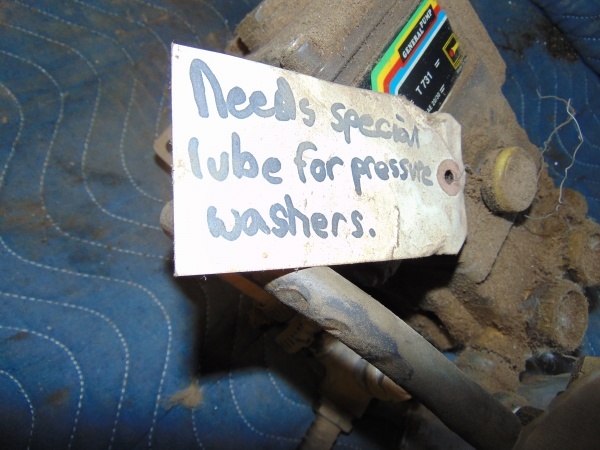 GENERAL PUMP
T 731
Needs special
lube for pressure
washers.